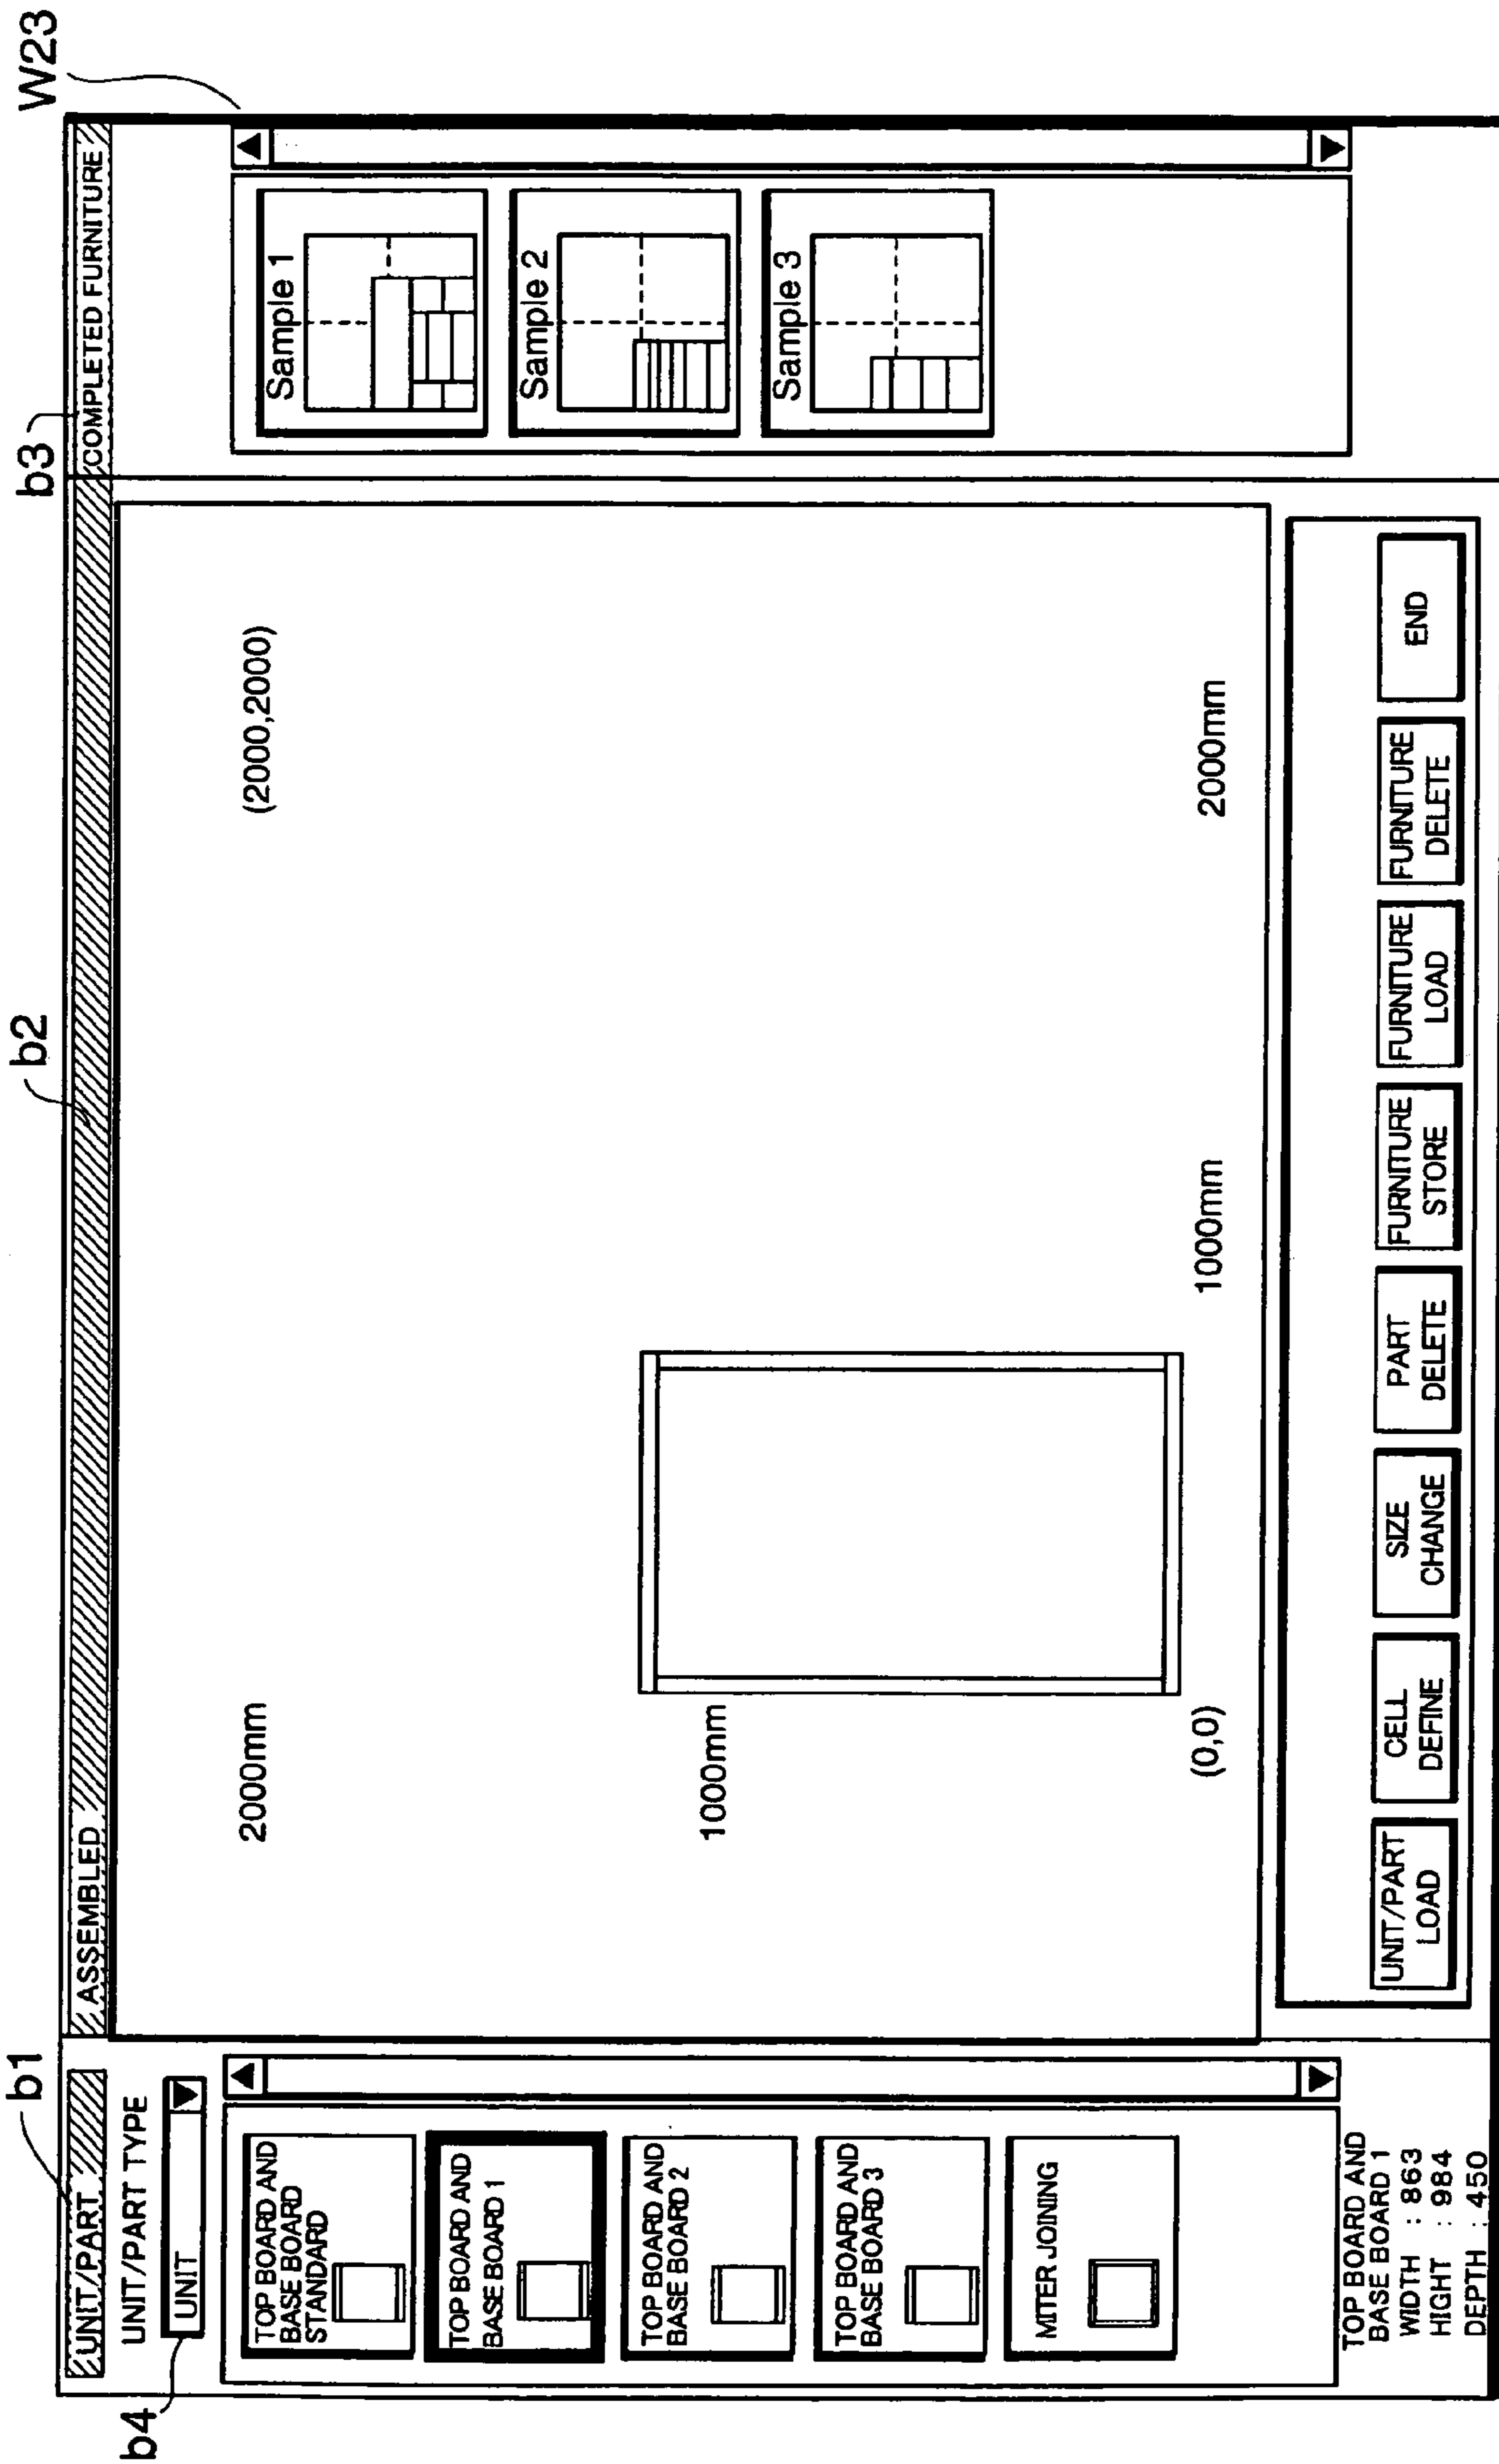 b1
b2
b3
W23
UNIT/PART
ASSEMBLED
COMPLETED FURNITURE
UNIT/PART TYPE
b4
UNIT
TOP BOARD AND
BASE BOARD
STANDARD
TOP BOARD AND
BASE BOARD 1
TOP BOARD AND
BASE BOARD 2
TOP BOARD AND
BASE BOARD 3
MITER JOINING
TOP BOARD AND
BASE BOARD 1
WIDTH : 863
HIGHT : 984
DEPTH : 450
2000mm
(2000,2000)
1000mm
(0,0)
1000mm
2000mm
UNIT/PART
LOAD
CELL
DEFINE
SIZE
CHANGE
PART
DELETE
FURNITURE
STORE
FURNITURE
LOAD
FURNITURE
DELETE
END
Sample 1
Sample 2
Sample 3